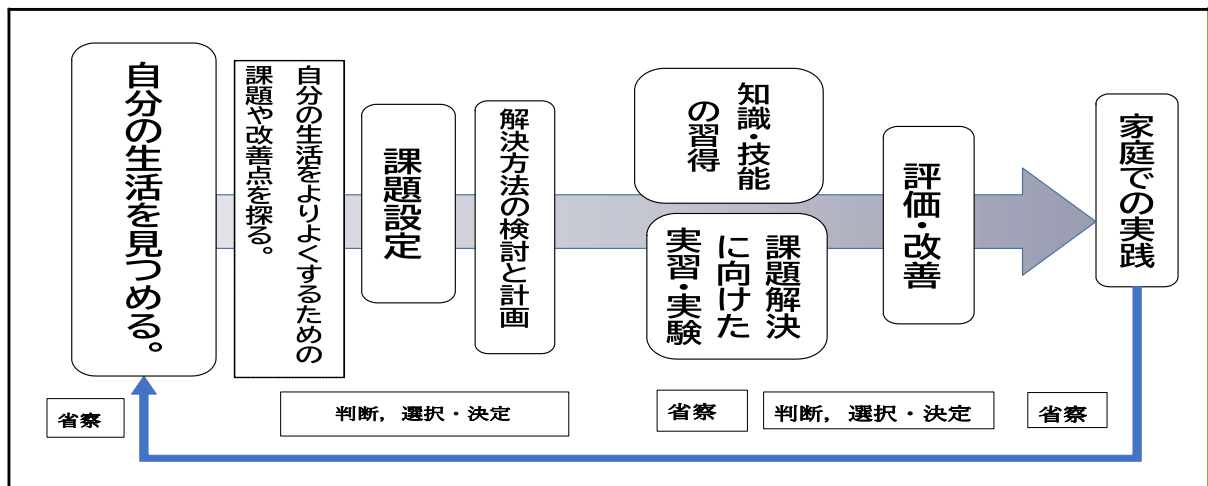 自分の生活を見つめる。
自分の生活をよりよくするための
課題や改善点を探る。
課題設定
解決方法の検討と計画
知識・技能
の習得
課題解決
に向けた
実習・実験
評価・改善
家庭での実践
省察
判断，選択・決定
省察
判断，選択・決定
省察